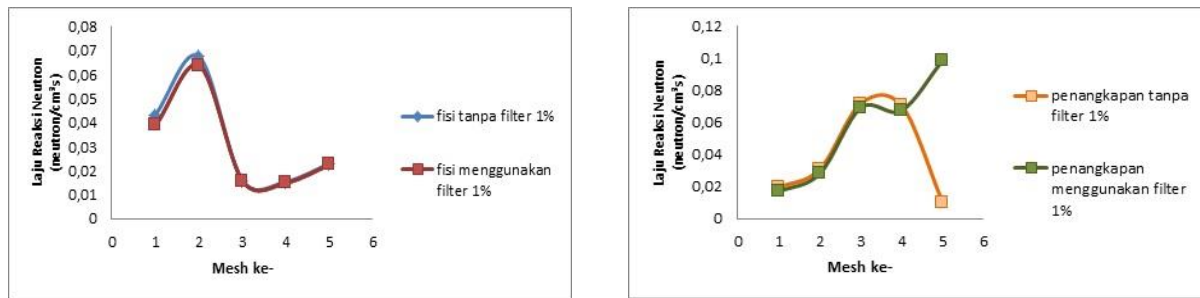 Laju Reaksi Neutron
(neutron/cm³s)
0,08
0,07
0,06
0,05
0,04
0,03
0,02
0,01
0
0 1 2 3 4 5 6
Mesh ke-
fisi tanpa filter 1%
fisi menggunakan
filter 1%
Laju Reaksi Neutron
(neutron/cm³s)
0,12
0,1
0,08
0,06
0,04
0,02
0
0 1 2 3 4 5 6
Mesh ke-
penangkapan tanpa
filter 1%
penangkapan
menggunakan filter
1%